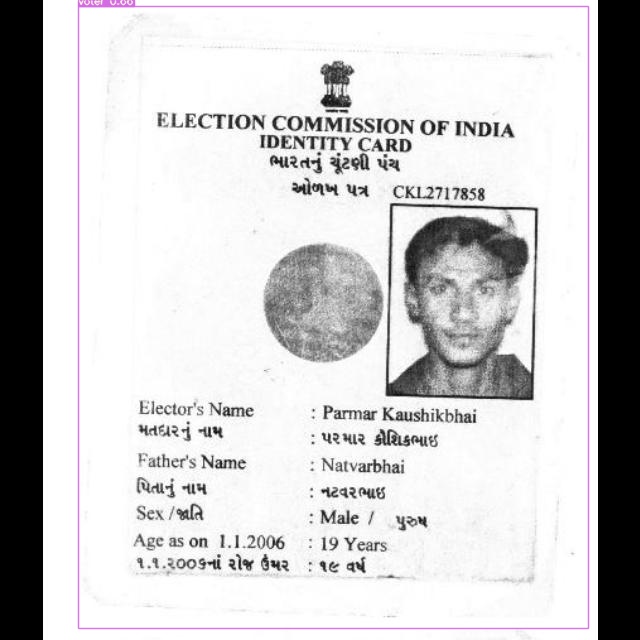 voter 0.66
ELECTION COMMISSION OF INDIA
IDENTITY CARD
ભારતનું ચૂંટણી પંચ
ઓળખ પત્ર CKL2717858
Elector's Name : Parmar Kaushikbhai
મતદારનું નામ : પરમાર કૌશિકભાઇ
Father's Name : Natvarbhai
પિતાનું નામ : નટવરભાઇ
Sex / જાતિ : Male / પુરુષ
Age as on 1.1.2006 : 19 Years
૧.૧.૨૦૦૬નાં રોજ ઉંમર : ૧૯ વર્ષ